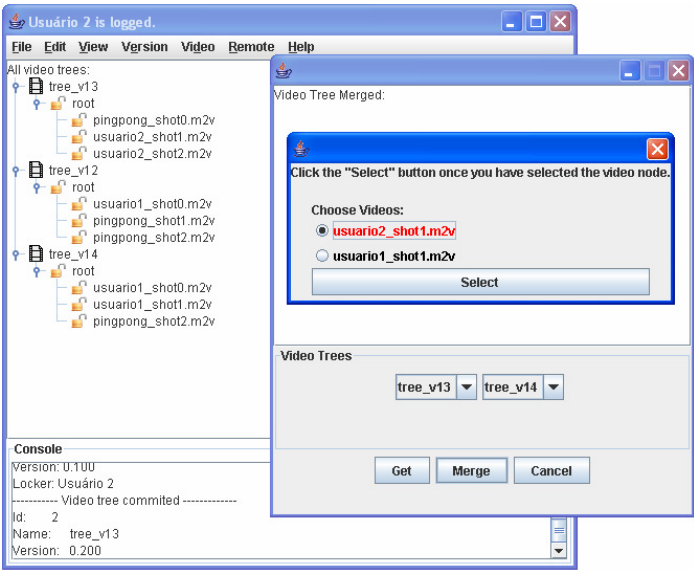 Usuário 2 is logged.
File Edit View Version Video Remote Help
All video trees:
tree_v13
root
pingpong_shot0.m2v
usuario2_shot1.m2v
usuario2_shot2.m2v
tree_v12
root
usuario1_shot0.m2v
pingpong_shot1.m2v
pingpong_shot2.m2v
tree_v14
root
usuario1_shot0.m2v
usuario1_shot1.m2v
pingpong_shot2.m2v
Console
Version: 0.100
Locker: Usuário 2
----------- Video tree commited -------------
Id: 2
Name: tree_v13
Version: 0.200
Video Tree Merged:
Click the "Select" button once you have selected the video node.
Choose Videos:
usuario2_shot1.m2v
usuario1_shot1.m2v
Select
Video Trees
tree_v13 tree_v14
Get Merge Cancel